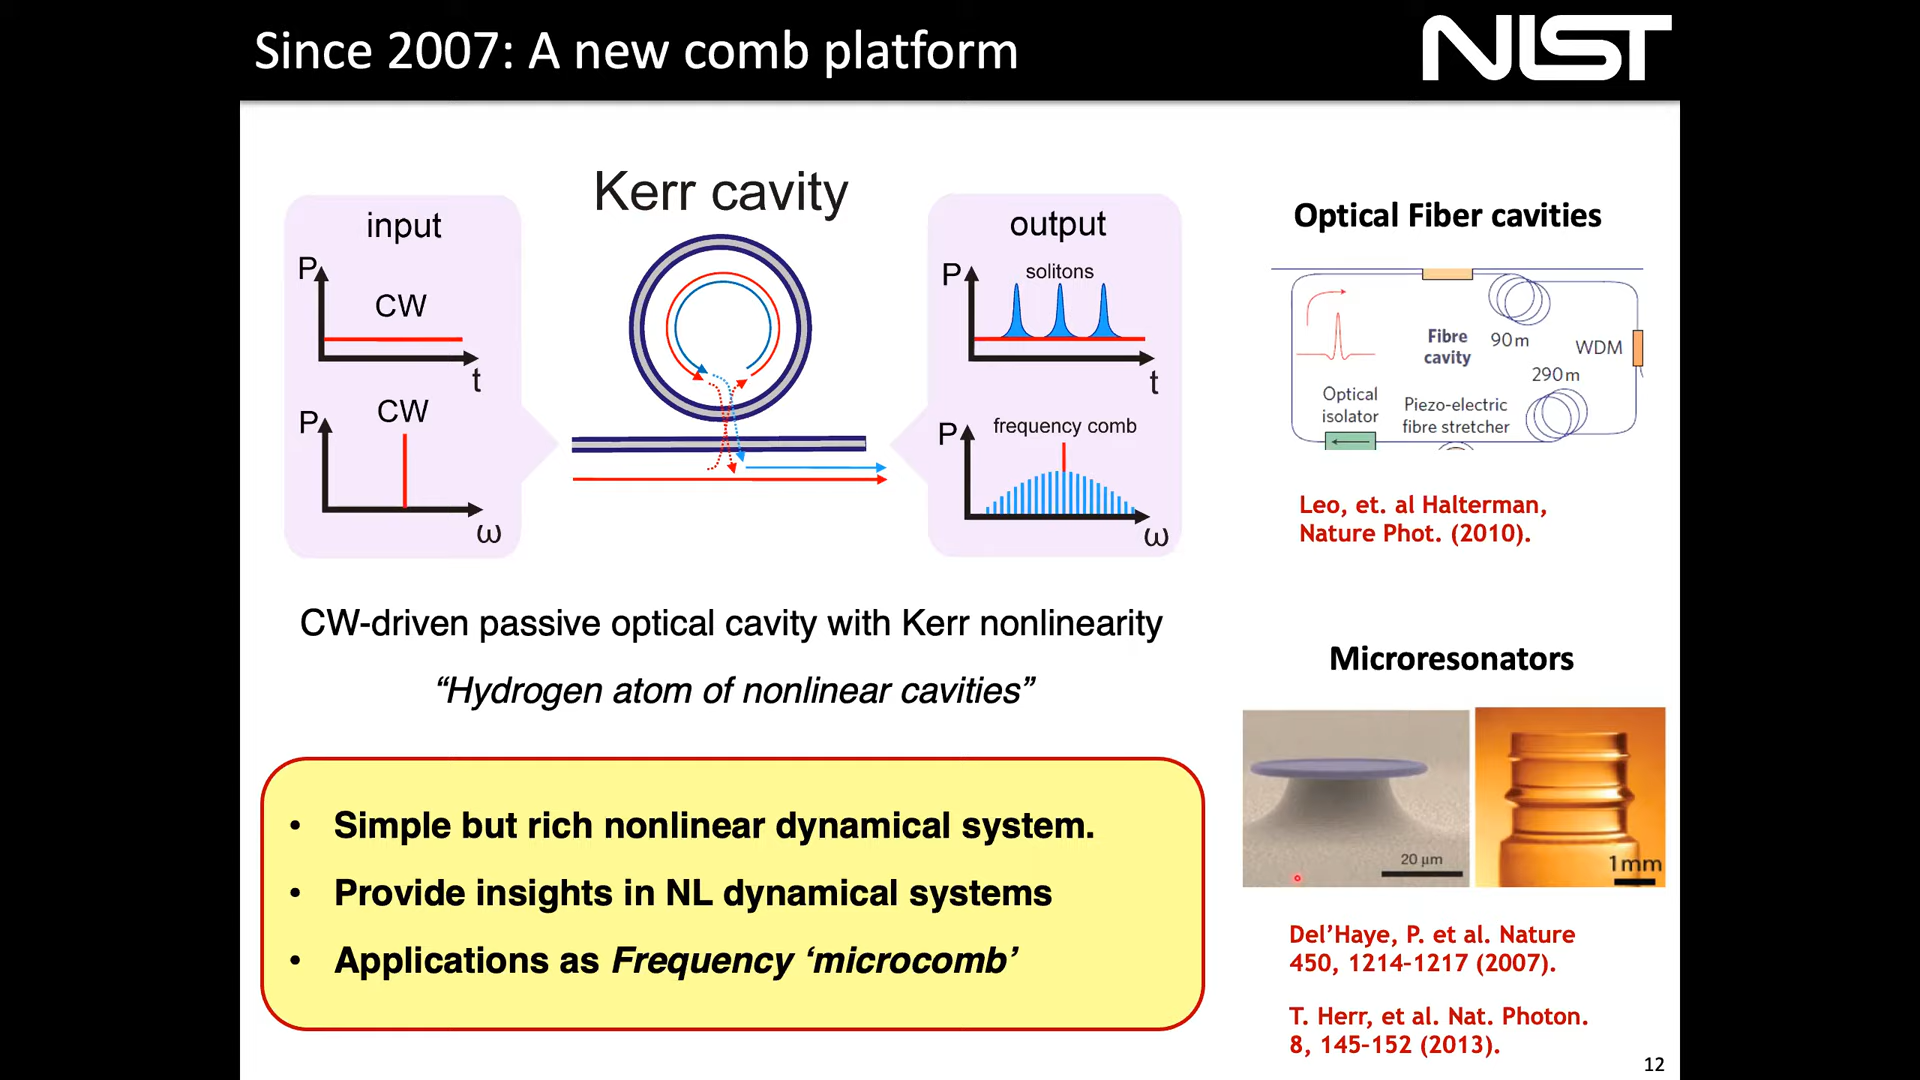 Since 2007: A new comb platform
NIST
Kerr cavity
input
P
CW
t
P
CW
ω
output
P
solitons
t
P
frequency comb
ω
CW-driven passive optical cavity with Kerr nonlinearity
“Hydrogen atom of nonlinear cavities”
• Simple but rich nonlinear dynamical system.
• Provide insights in NL dynamical systems
• Applications as Frequency ‘microcomb’
Optical Fiber cavities
Fibre
cavity
90 m
WDM
290 m
Optical
isolator
Piezo-electric
fibre stretcher
Leo, et. al Halterman,
Nature Phot. (2010).
Microresonators
20 μm
1mm
Del’Haye, P. et al. Nature
450, 1214–1217 (2007).
T. Herr, et al. Nat. Photon.
8, 145–152 (2013).
12